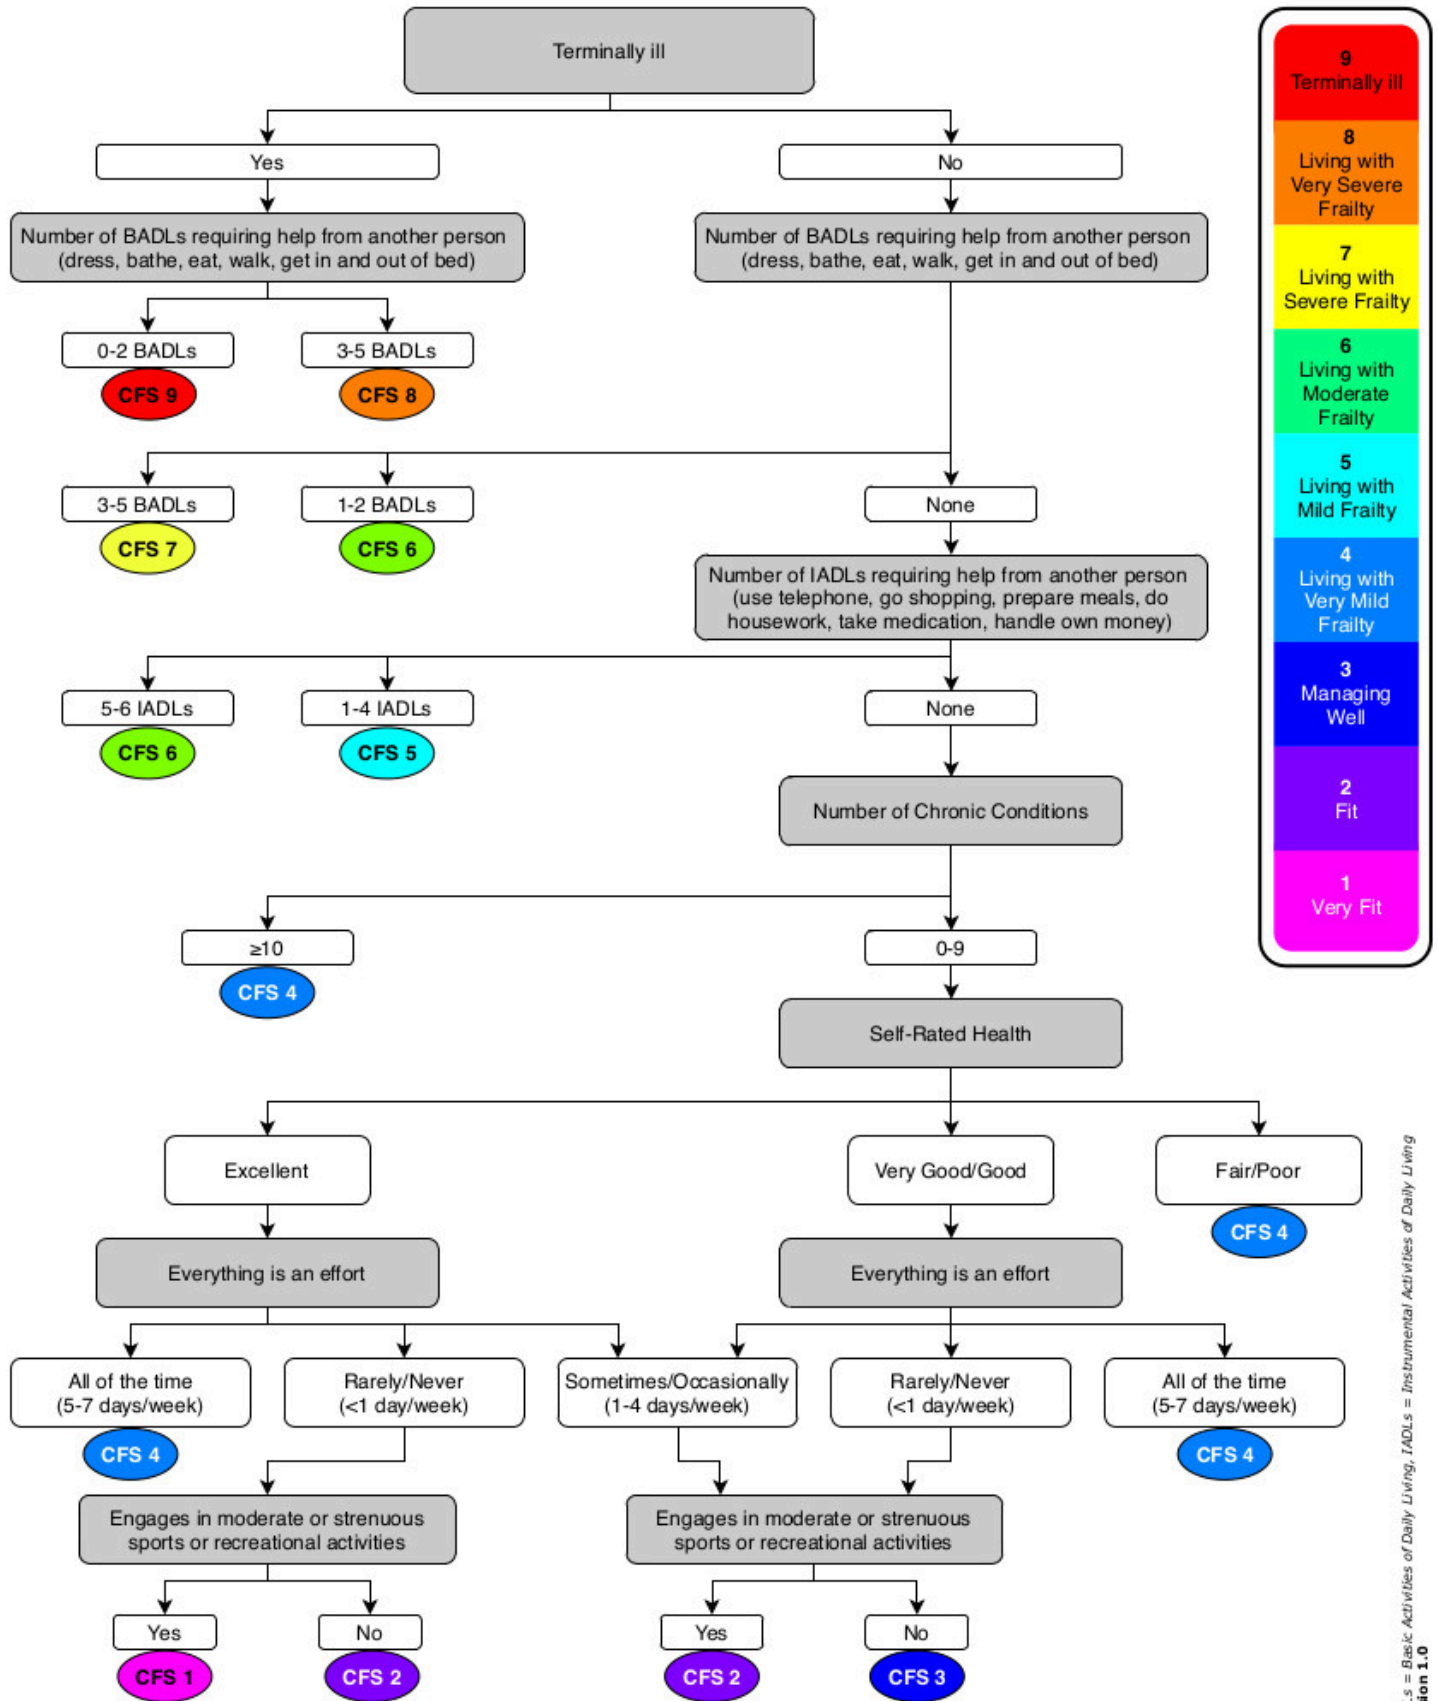 Terminally ill
Yes
No
Number of BADLs requiring help from another person
(dress, bathe, eat, walk, get in and out of bed)
Number of BADLs requiring help from another person
(dress, bathe, eat, walk, get in and out of bed)
0-2 BADLs
3-5 BADLs
CFS 9
CFS 8
3-5 BADLs
1-2 BADLs
None
CFS 7
CFS 6
Number of IADLs requiring help from another person
(use telephone, go shopping, prepare meals, do
housework, take medication, handle own money)
5-6 IADLs
1-4 IADLs
None
CFS 6
CFS 5
Number of Chronic Conditions
≥10
0-9
CFS 4
Self-Rated Health
Excellent
Very Good/Good
Fair/Poor
CFS 4
Everything is an effort
Everything is an effort
All of the time
(5-7 days/week)
Rarely/Never
(<1 day/week)
Sometimes/Occasionally
(1-4 days/week)
Rarely/Never
(<1 day/week)
All of the time
(5-7 days/week)
CFS 4
CFS 4
Engages in moderate or strenuous
sports or recreational activities
Engages in moderate or strenuous
sports or recreational activities
Yes
No
Yes
No
CFS 1
CFS 2
CFS 2
CFS 3
9
Terminally ill
8
Living with
Very Severe
Frailty
7
Living with
Severe Frailty
6
Living with
Moderate
Frailty
5
Living with
Mild Frailty
4
Living with
Very Mild
Frailty
3
Managing
Well
2
Fit
1
Very Fit
= Basic Activities of Daily Living, IADLs = Instrumental Activities of Daily Living
1.0